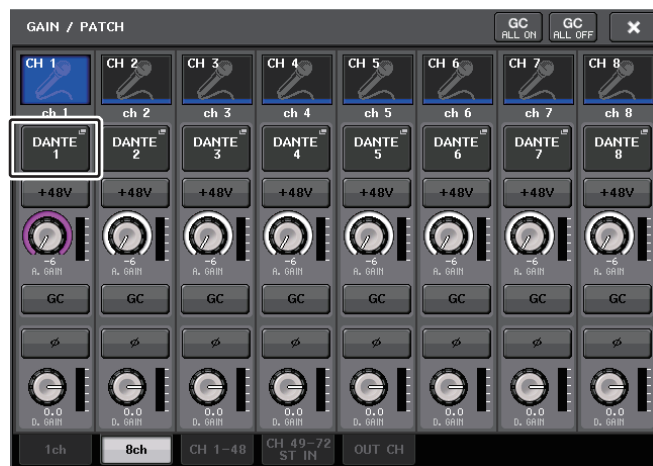 GAIN / PATCH
GC ALL ON
GC ALL OFF
CH 1 CH 2 CH 3 CH 4 CH 5 CH 6 CH 7 CH 8
ch 1 ch 2 ch 3 ch 4 ch 5 ch 6 ch 7 ch 8
DANTE 1 DANTE 2 DANTE 3 DANTE 4 DANTE 5 DANTE 6 DANTE 7 DANTE 8
+48V +48V +48V +48V +48V +48V +48V +48V
-6 -6 -6 -6 -6 -6 -6 -6
A. GAIN A. GAIN A. GAIN A. GAIN A. GAIN A. GAIN A. GAIN A. GAIN
GC GC GC GC GC GC GC GC
ø ø ø ø ø ø ø ø
0.0 0.0 0.0 0.0 0.0 0.0 0.0 0.0
D. GAIN D. GAIN D. GAIN D. GAIN D. GAIN D. GAIN D. GAIN D. GAIN
1ch 8ch CH 1-48 CH 49-72 ST IN OUT CH